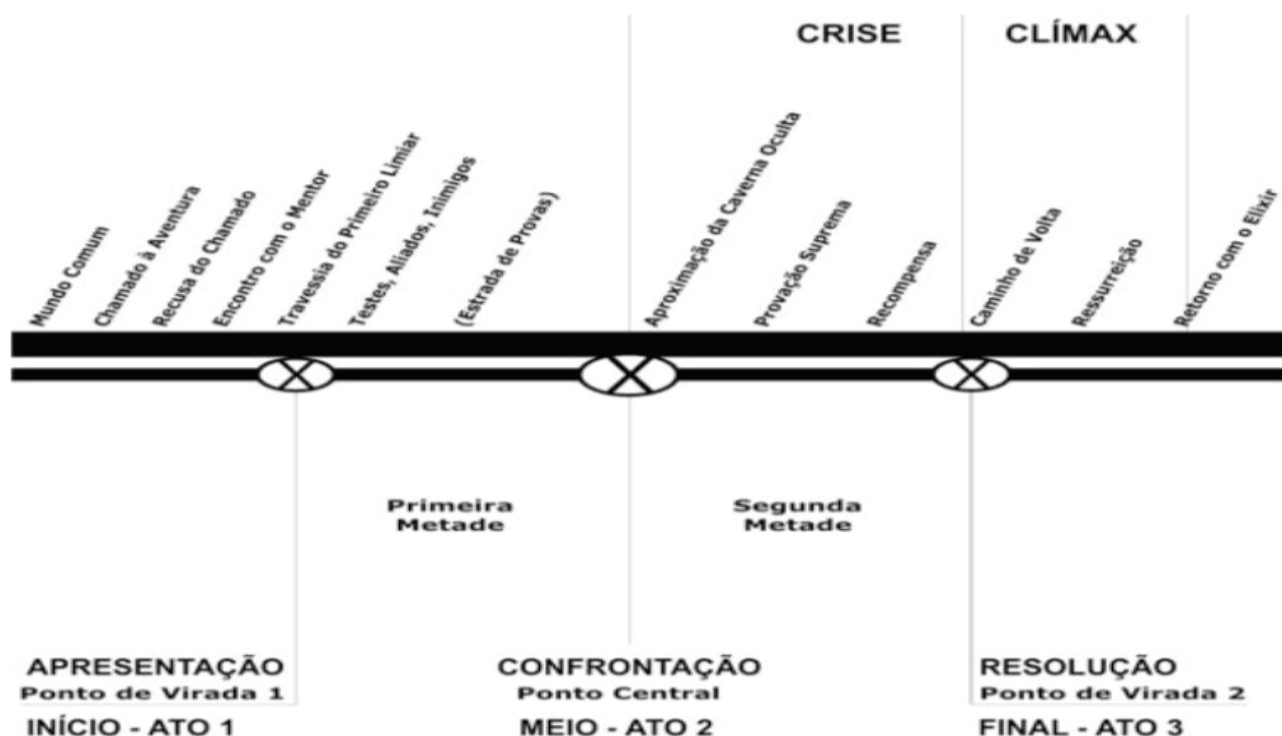 CRISE
CLÍMAX
Mundo Comum
Chamado à Aventura
Recusa do Chamado
Encontro com o Mentor
Travessia do Primeiro Limiar
Testes, Aliados, Inimigos
(Estrada de Provas)
Aproximação da Caverna Oculta
Provação Suprema
Recompensa
Caminho de Volta
Ressurreição
Retorno com o Elixir
Primeira
Metade
Segunda
Metade
APRESENTAÇÃO
Ponto de Virada 1
INÍCIO - ATO 1
CONFRONTAÇÃO
Ponto Central
MEIO - ATO 2
RESOLUÇÃO
Ponto de Virada 2
FINAL - ATO 3